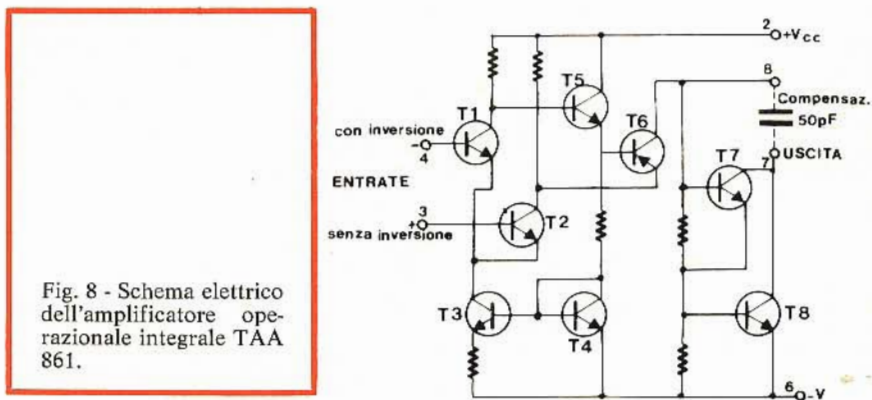 Fig. 8 - Schema elettrico
dell'amplificatore ope-
razionale integrale TAA
861.
2
+Vcc
8
Compensaz.
50pF
USCITA
7
T5
T1
T6
con inversione
-
4
T7
ENTRATE
3
+
senza inversione
T2
T3
T4
T8
6
-V